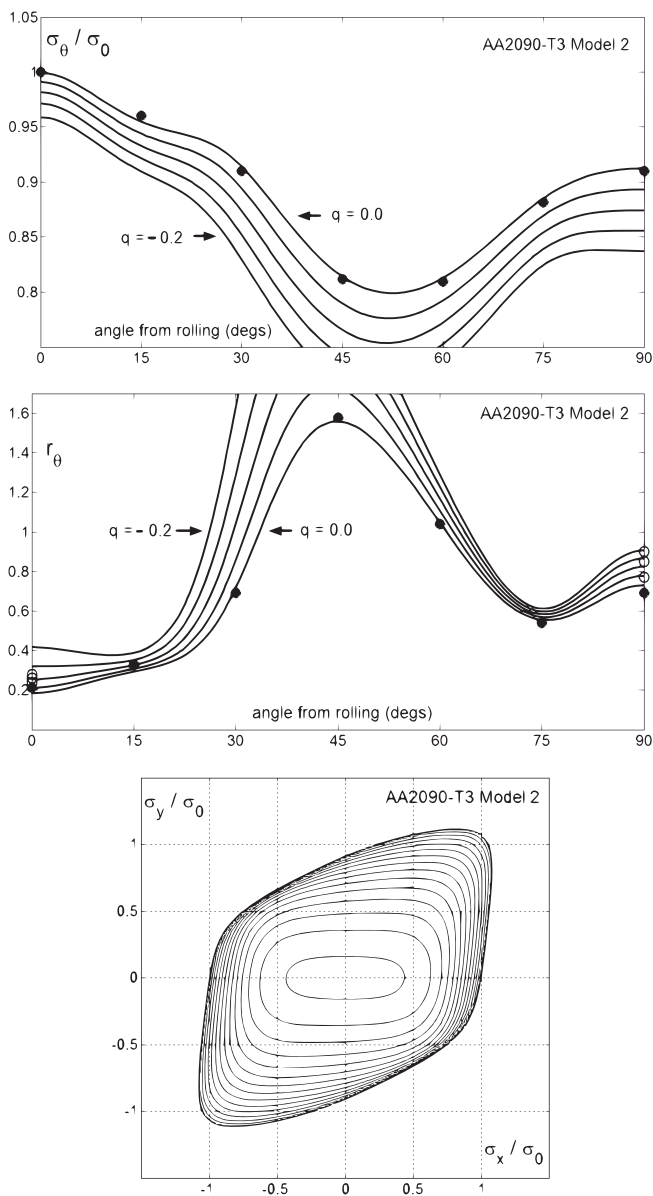 1.05
σθ / σ0
AA2090-T3 Model 2
1
0.95
0.9
q = 0.0
0.85
q = - 0.2
0.8
angle from rolling (degs)
0 15 30 45 60 75 90
1.6
AA2090-T3 Model 2
rθ
1.4
1.2
1
q = - 0.2
q = 0.0
0.8
0.6
0.4
0.2
angle from rolling (degs)
0 15 30 45 60 75 90
σy / σ0
AA2090-T3 Model 2
1
0.5
0
-0.5
-1
σx / σ0
-1 -0.5 0 0.5 1